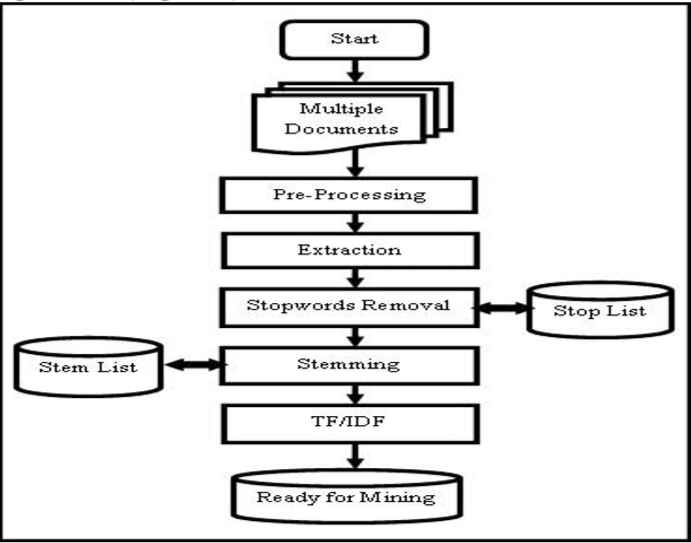 Start
Multiple
Documents
Pre-Processing
Extraction
Stopwords Removal
Stop List
Stem List
Stemming
TF/IDF
Ready for Mining